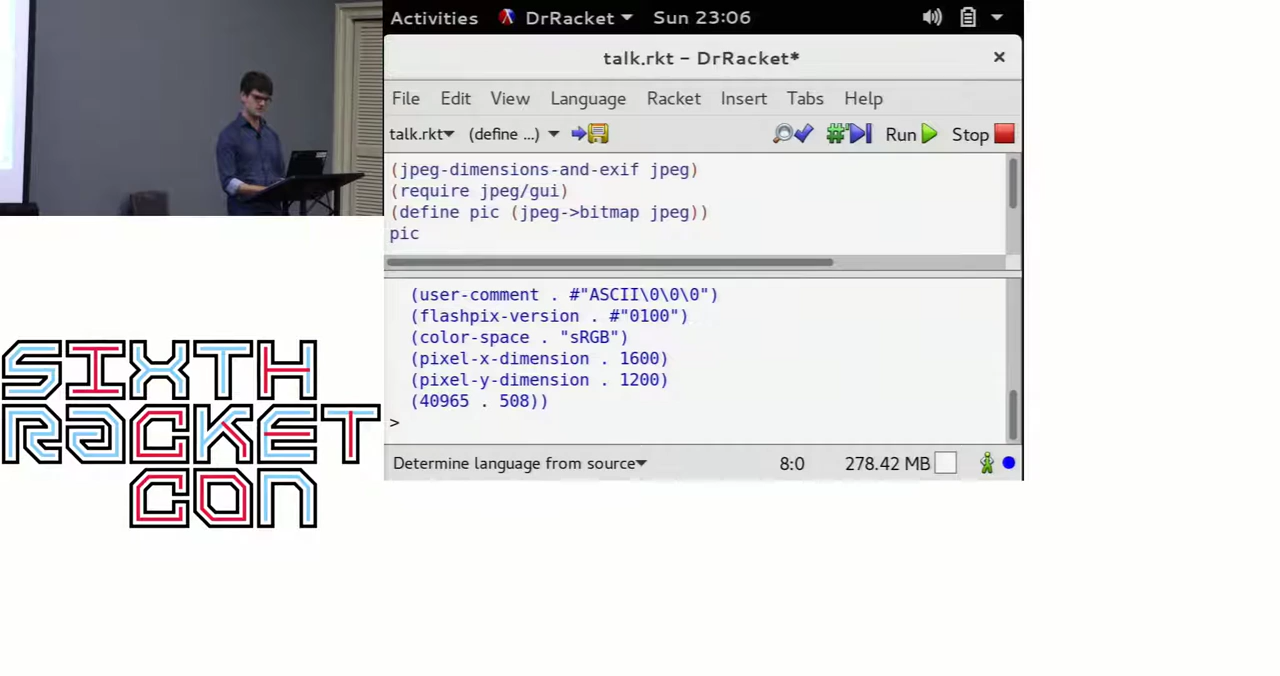 Activities DrRacket Sun 23:06
talk.rkt – DrRacket*
File Edit View Language Racket Insert Tabs Help
talk.rkt (define ...) Run Stop
(jpeg-dimensions-and-exif jpeg)
(require jpeg/gui)
(define pic (jpeg->bitmap jpeg))
pic
(user-comment . #"ASCII\0\0\0")
(flashpix-version . #"0100")
(color-space . "sRGB")
(pixel-x-dimension . 1600)
(pixel-y-dimension . 1200)
(40965 . 508))
>
Determine language from source 8:0 278.42 MB
SIXTH
RACKET
CON